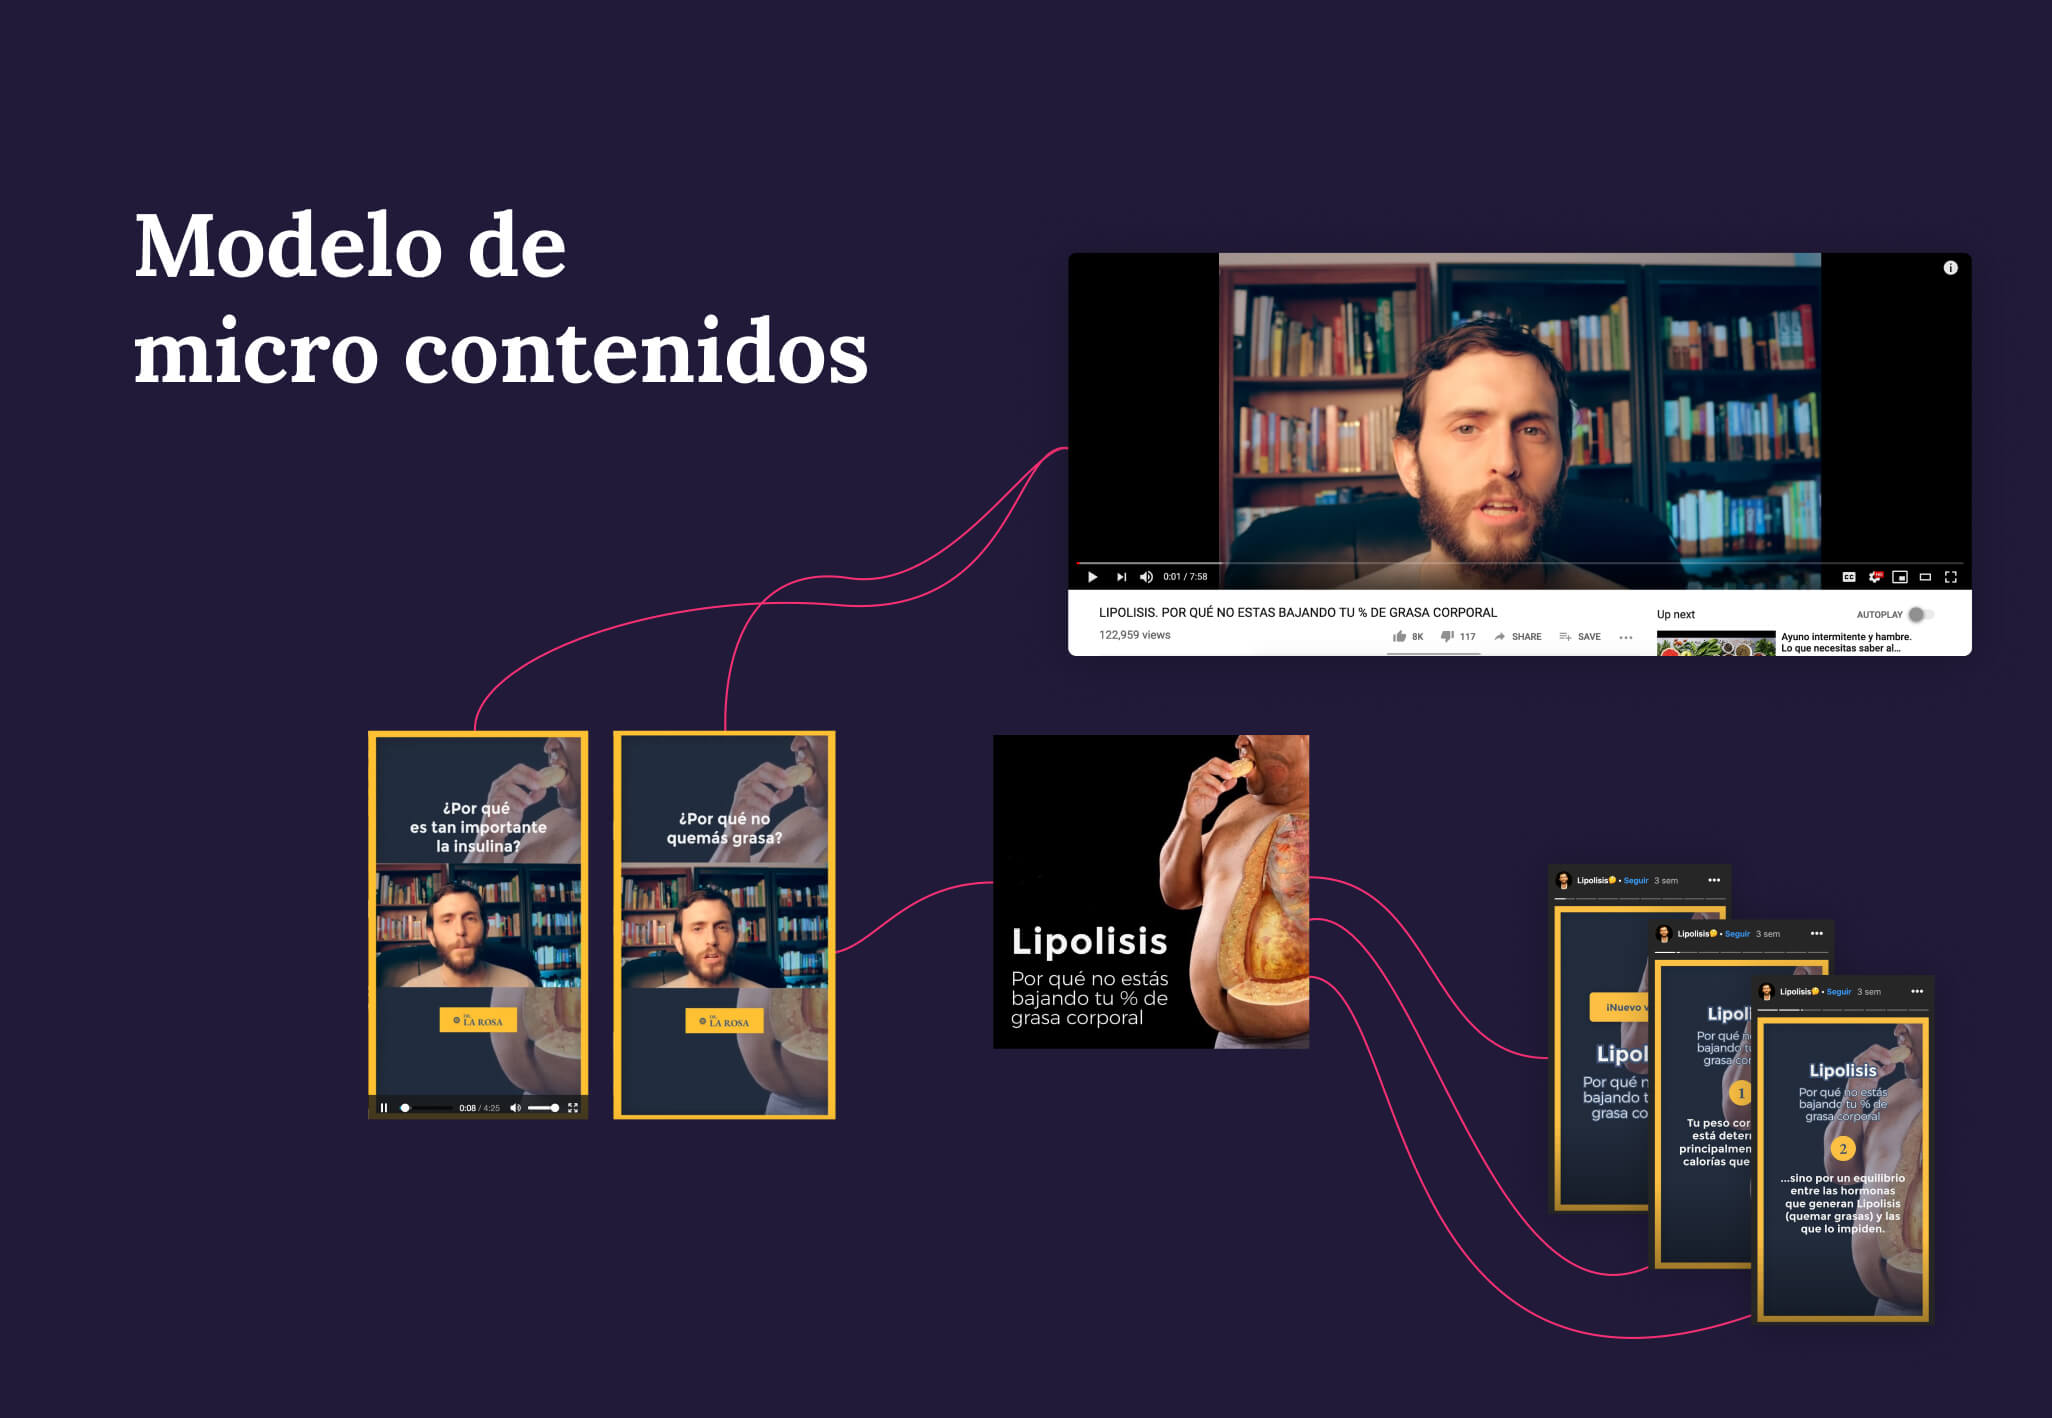 Modelo de
micro contenidos
0:01 / 7:58
LIPOLISIS. POR QUÉ NO ESTAS BAJANDO TU % DE GRASA CORPORAL
122,959 views
8K
117
SHARE
SAVE
Up next
AUTOPLAY
Ayuno intermitente y hambre.
Lo que necesitas saber al...
¿Por qué
es tan importante
la insulina?
DR.
LA ROSA
0:08 / 4:25
¿Por qué no
quemás grasa?
DR.
LA ROSA
Lipolisis
Por qué no estás
bajando tu % de
grasa corporal
Lipolisis • Seguir 3 sem
¡Nuevo v
Lipol
Por qué n
bajando t
grasa co
Lipolisis • Seguir 3 sem
Lipol
Por qué n
bajando tu
grasa cor
1
Tu peso cor
está deter
principalmen
calorías que
Lipolisis • Seguir 3 sem
Lipolisis
Por qué no estás
bajando tu % de
grasa corporal
2
...sino por un equilibrio
entre las hormonas
que generan Lipolisis
(quemar grasas) y las
que lo impiden.